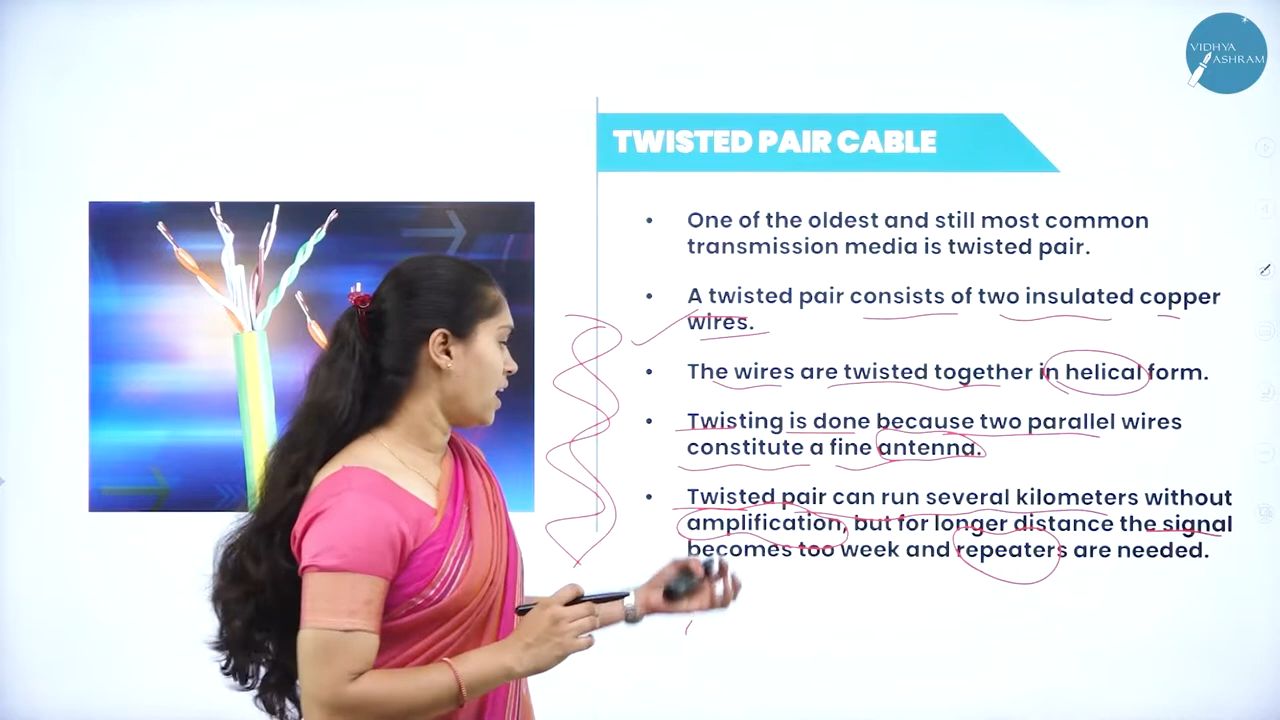 VIDHYA
ASHRAM
TWISTED PAIR CABLE
• One of the oldest and still most common
transmission media is twisted pair.
• A twisted pair consists of two insulated copper
wires.
• The wires are twisted together in helical form.
• Twisting is done because two parallel wires
constitute a fine antenna.
• Twisted pair can run several kilometers without
amplification, but for longer distance the signal
becomes too week and repeaters are needed.